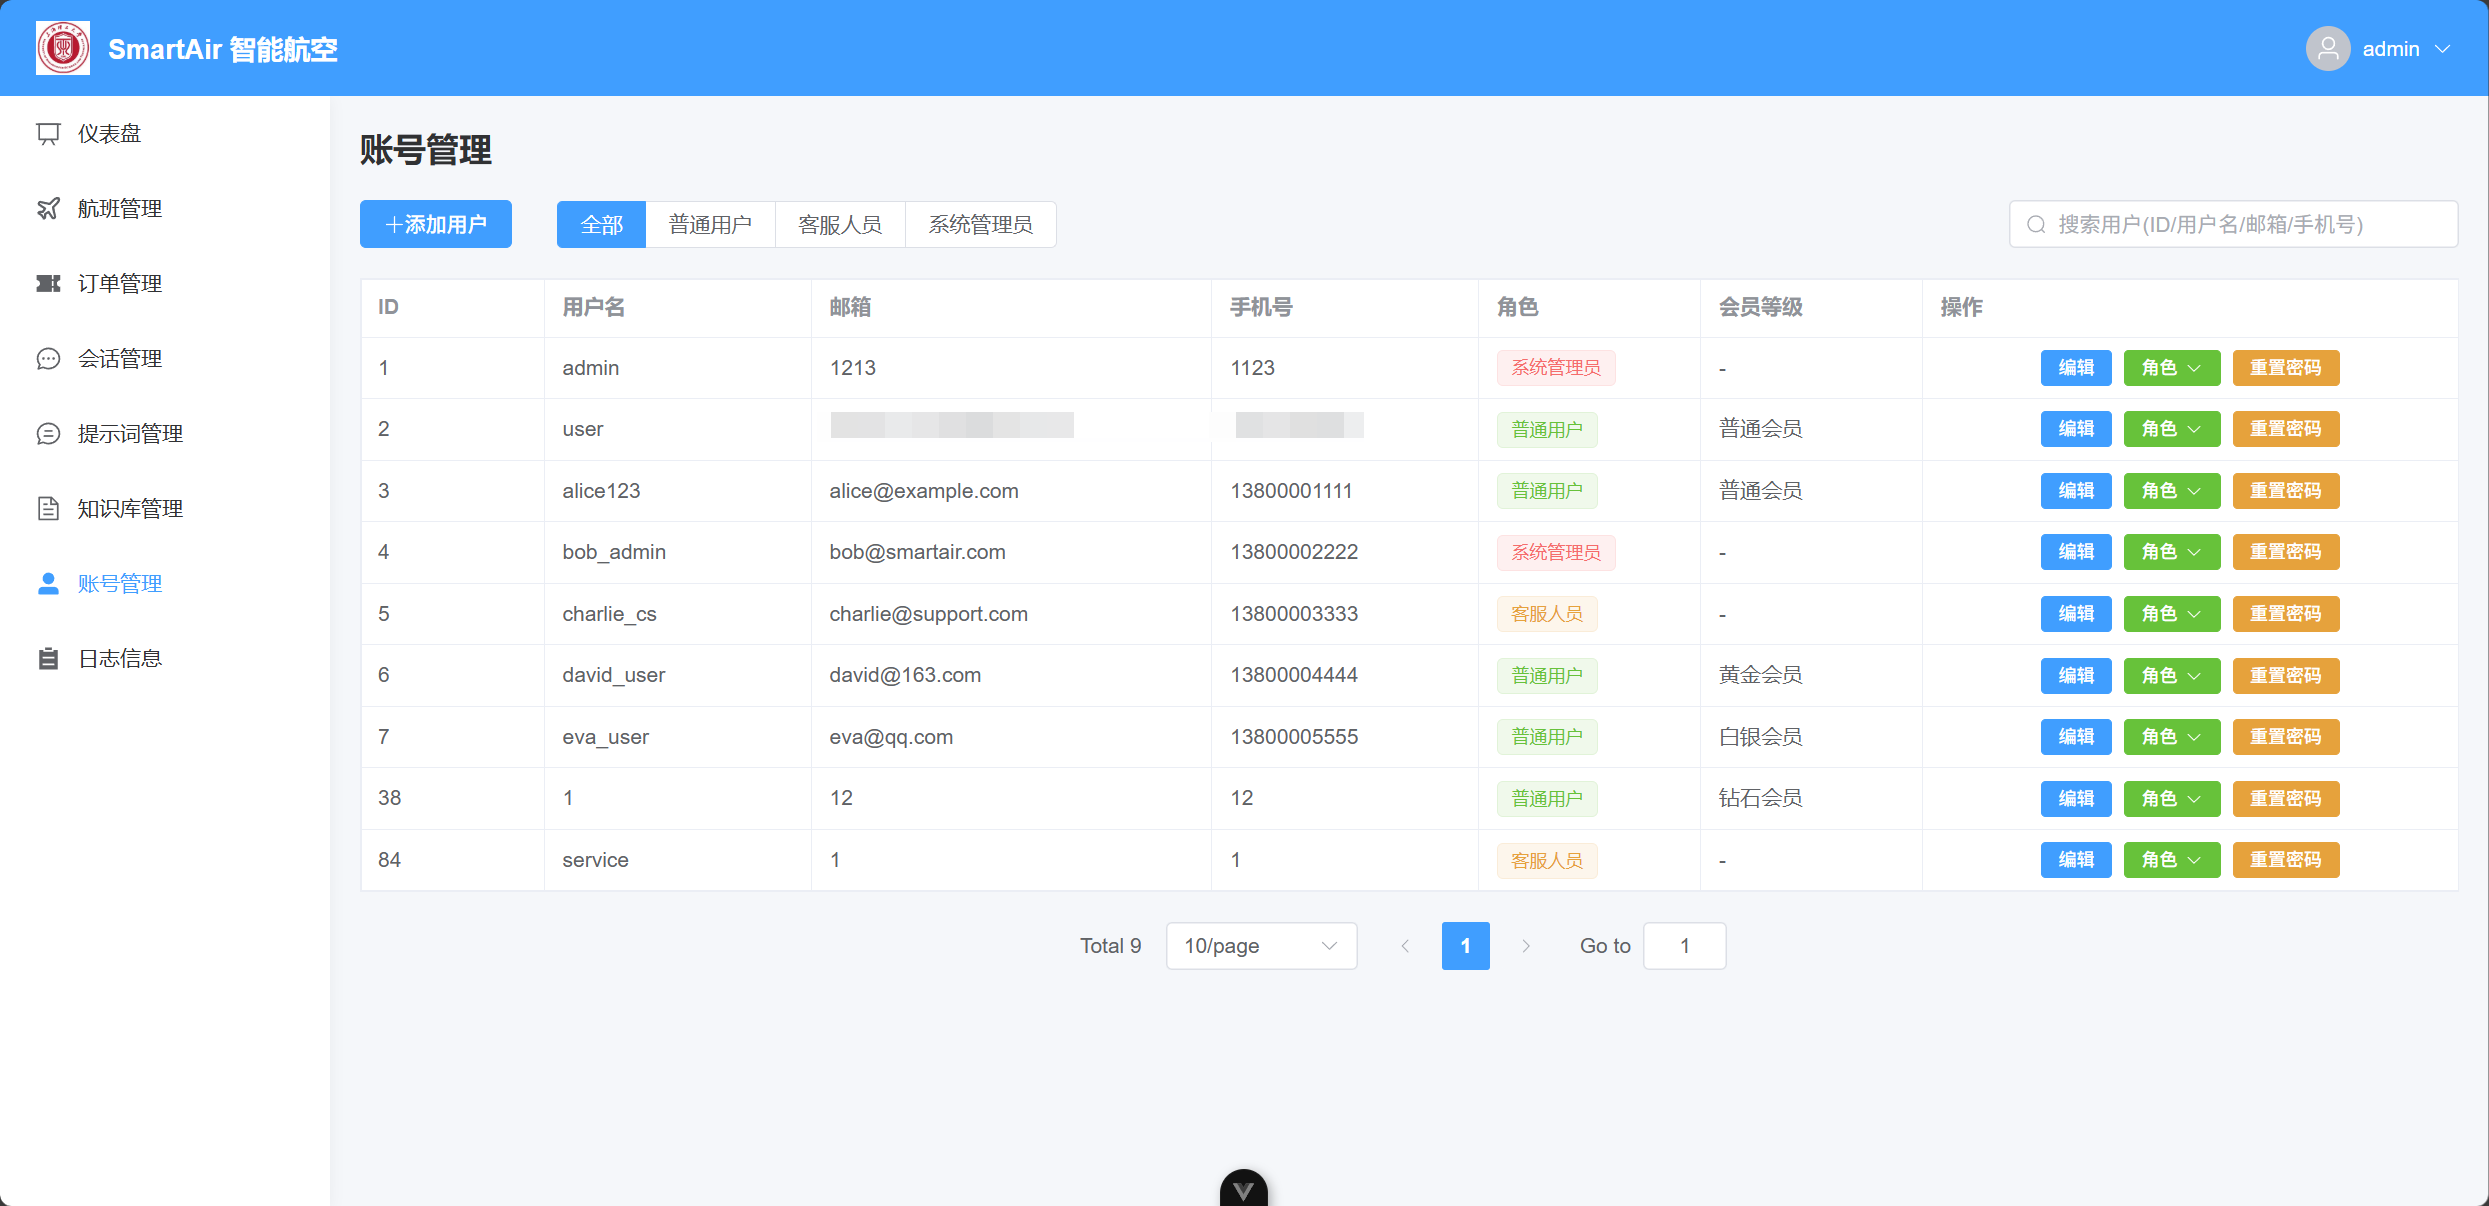 SmartAir 智能航空
admin
仪表盘
航班管理
订单管理
会话管理
提示词管理
知识库管理
账号管理
日志信息
账号管理
添加用户 全部 普通用户 客服人员 系统管理员 搜索用户(ID/用户名/邮箱/手机号)
ID 用户名 邮箱 手机号 角色 会员等级 操作
1 admin 1213 1123 系统管理员 - 编辑 角色 重置密码
2 user 普通用户 普通会员 编辑 角色 重置密码
3 alice123 alice@example.com 13800001111 普通用户 普通会员 编辑 角色 重置密码
4 bob_admin bob@smartair.com 13800002222 系统管理员 - 编辑 角色 重置密码
5 charlie_cs charlie@support.com 13800003333 客服人员 - 编辑 角色 重置密码
6 david_user david@163.com 13800004444 普通用户 黄金会员 编辑 角色 重置密码
7 eva_user eva@qq.com 13800005555 普通用户 白银会员 编辑 角色 重置密码
38 1 12 12 普通用户 钻石会员 编辑 角色 重置密码
84 service 1 1 客服人员 - 编辑 角色 重置密码
Total 9 10/page 1 Go to 1